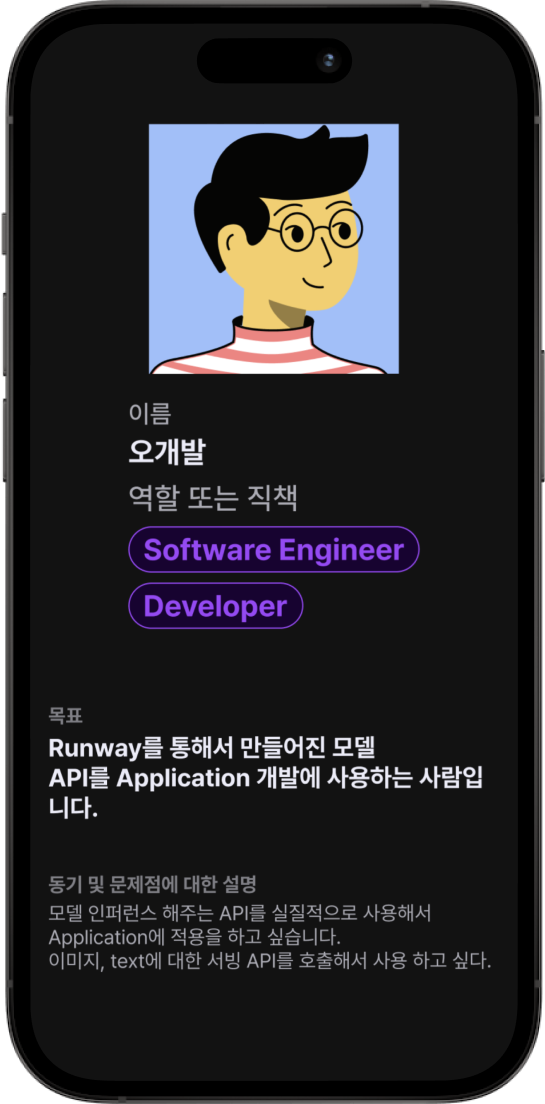 이름
오개발
역할 또는 직책
Software Engineer
Developer
목표
Runway를 통해서 만들어진 모델
API를 Application 개발에 사용하는 사람입
니다.
동기 및 문제점에 대한 설명
모델 인퍼런스 해주는 API를 실질적으로 사용해서
Application에 적용을 하고 싶습니다.
이미지, text에 대한 서빙 API를 호출해서 사용 하고 싶다.